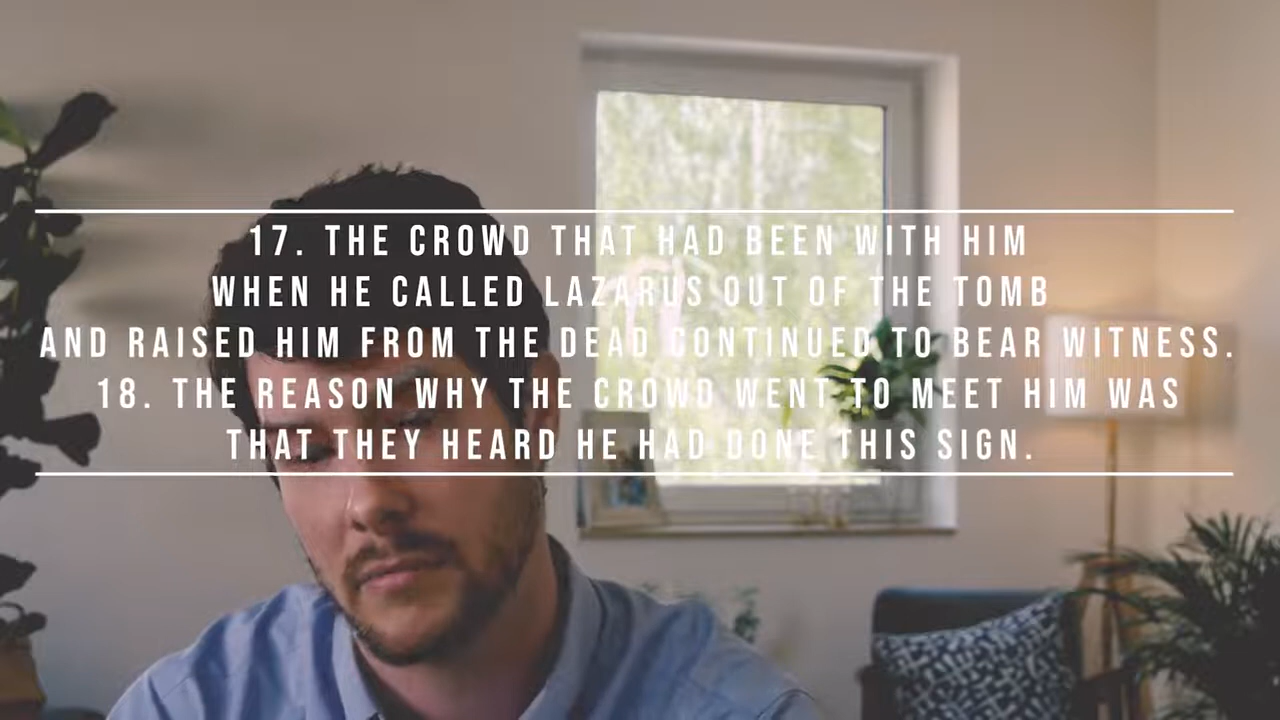 17. THE CROWD THAT HAD BEEN WITH HIM
WHEN HE CALLED LAZARUS OUT OF THE TOMB
AND RAISED HIM FROM THE DEAD CONTINUED TO BEAR WITNESS.
18. THE REASON WHY THE CROWD WENT TO MEET HIM WAS
THAT THEY HEARD HE HAD DONE THIS SIGN.